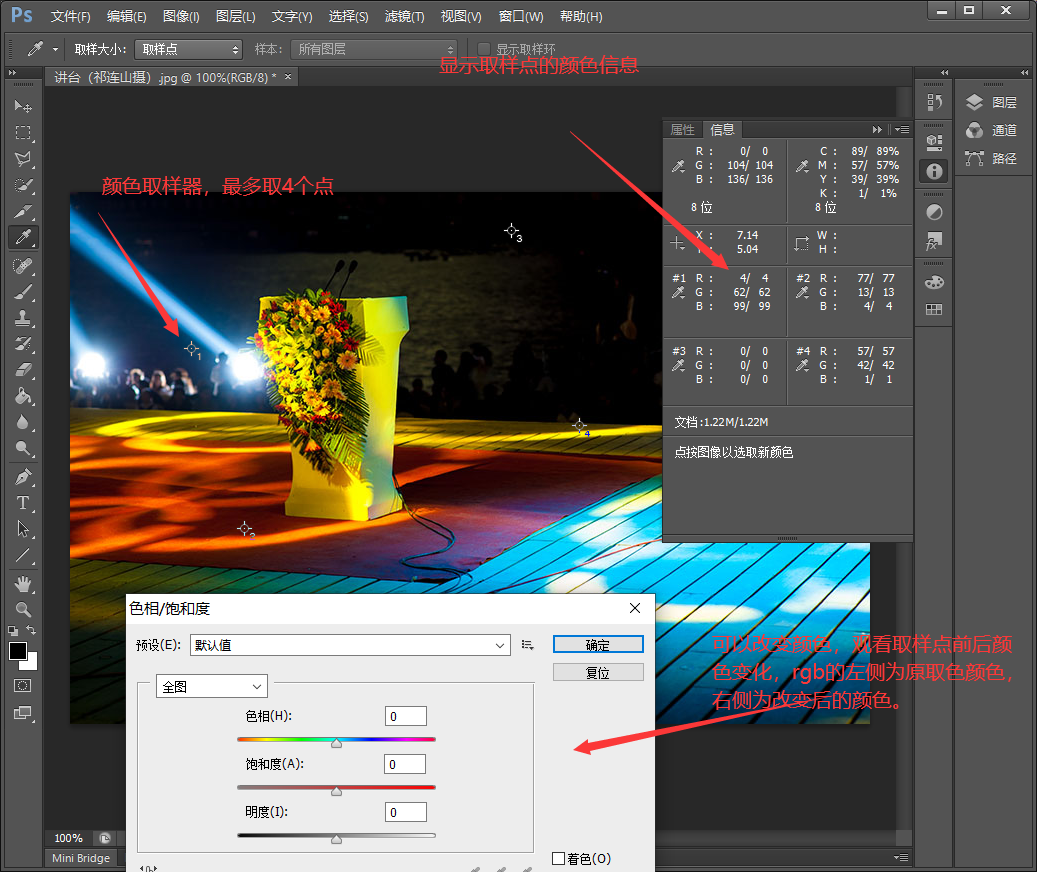 Ps 文件(F) 编辑(E) 图像(I) 图层(L) 文字(Y) 选择(S) 滤镜(T) 视图(V) 窗口(W) 帮助(H)
取样大小: 取样点 样本: 所有图层 显示取样环
显示取样点的颜色信息
讲台（祁连山摄）.jpg @ 100%(RGB/8) * ×
属性 信息
R : 0/ 0 C : 89/ 89%
G : 104/ 104 M : 57/ 57%
B : 136/ 136 Y : 39/ 39%
K : 1/ 1%
8 位 8 位
X : 7.14 W :
5.04 H :
#1 R : 4/ 4 #2 R : 77/ 77
G : 62/ 62 G : 13/ 13
B : 99/ 99 B : 4/ 4
#3 R : 0/ 0 #4 R : 57/ 57
G : 0/ 0 G : 42/ 42
B : 0/ 0 B : 1/ 1
文档:1.22M/1.22M
点按图像以选取新颜色
图层
通道
路径
颜色取样器，最多取4个点
3
1
4
2
色相/饱和度
预设(E): 默认值 确定
复位
全图
色相(H): 0
饱和度(A): 0
明度(I): 0
着色(O)
可以改变颜色，观看取样点前后颜
色变化，rgb的左侧为原取色颜色，
右侧为改变后的颜色。
100%
Mini Bridge